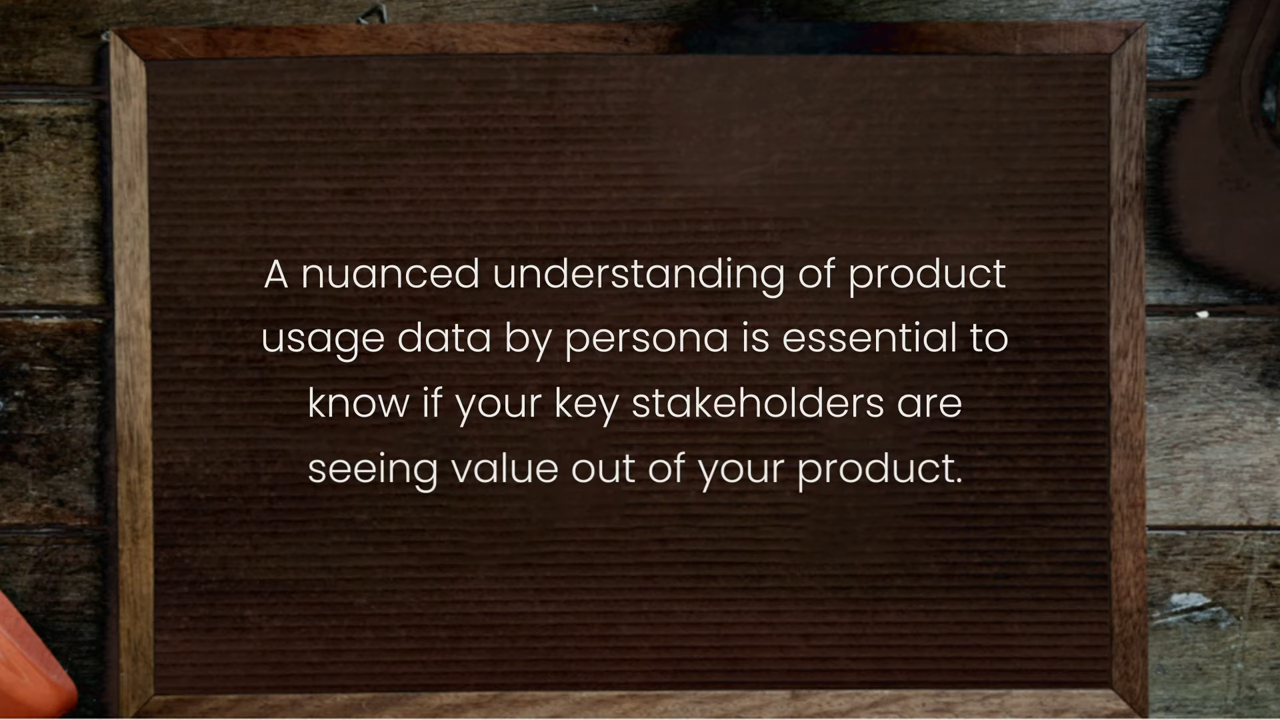 A nuanced understanding of product
usage data by persona is essential to
know if your key stakeholders are
seeing value out of your product.